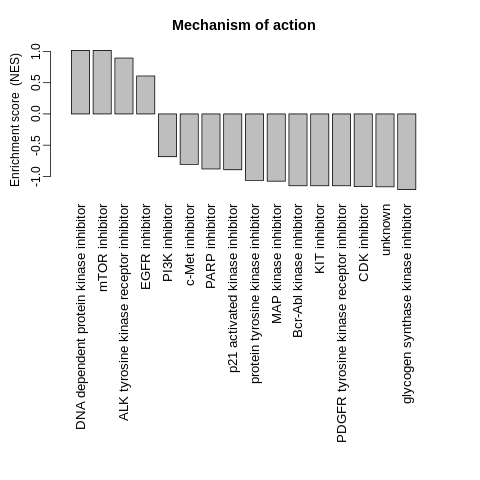 Mechanism of action
Enrichment score (NES)
1.0
0.5
0.0
-0.5
-1.0
DNA dependent protein kinase inhibitor
mTOR inhibitor
ALK tyrosine kinase receptor inhibitor
EGFR inhibitor
PI3K inhibitor
c-Met inhibitor
PARP inhibitor
p21 activated kinase inhibitor
protein tyrosine kinase inhibitor
MAP kinase inhibitor
Bcr-Abl kinase inhibitor
KIT inhibitor
PDGFR tyrosine kinase receptor inhibitor
CDK inhibitor
unknown
glycogen synthase kinase inhibitor